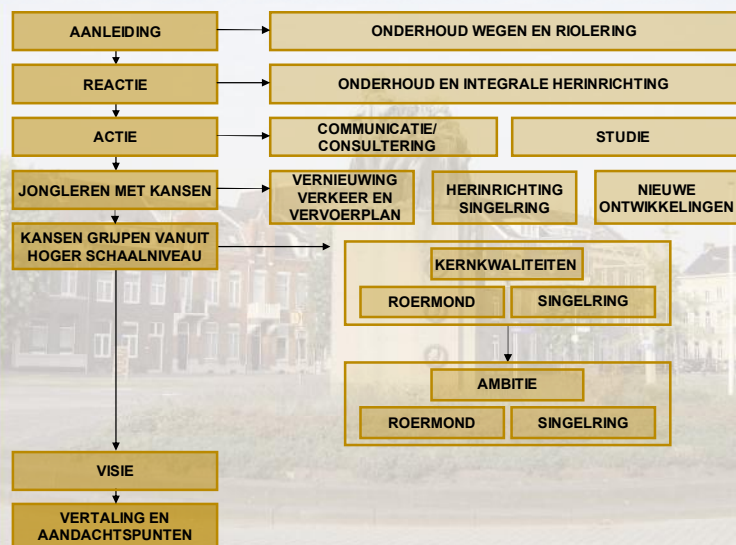 AANLEIDING
ONDERHOUD WEGEN EN RIOLERING
REACTIE
ONDERHOUD EN INTEGRALE HERINRICHTING
ACTIE
COMMUNICATIE/
CONSULTERING
STUDIE
JONGLEREN MET KANSEN
VERNIEUWING
VERKEER EN
VERVOERPLAN
HERINRICHTING
SINGELRING
NIEUWE
ONTWIKKELINGEN
KANSEN GRIJPEN VANUIT
HOGER SCHAALNIVEAU
KERNKWALITEITEN
ROERMOND
SINGELRING
AMBITIE
ROERMOND
SINGELRING
VISIE
VERTALING EN
AANDACHTSPUNTEN